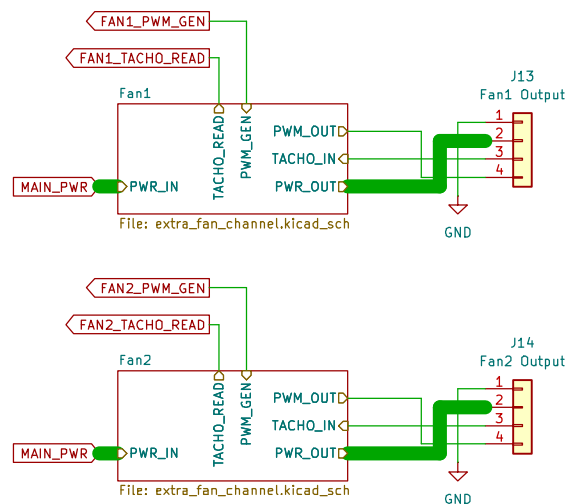 FAN1_PWM_GEN
FAN1_TACHO_READ
J13
Fan1 Output
Fan1
TACHO_READ
PWM_GEN
PWM_OUT
TACHO_IN
PWR_OUT
MAIN_PWR
PWR_IN
1
2
3
4
File: extra_fan_channel.kicad_sch
GND
FAN2_PWM_GEN
FAN2_TACHO_READ
J14
Fan2 Output
Fan2
TACHO_READ
PWM_GEN
PWM_OUT
TACHO_IN
PWR_OUT
MAIN_PWR
PWR_IN
1
2
3
4
File: extra_fan_channel.kicad_sch
GND